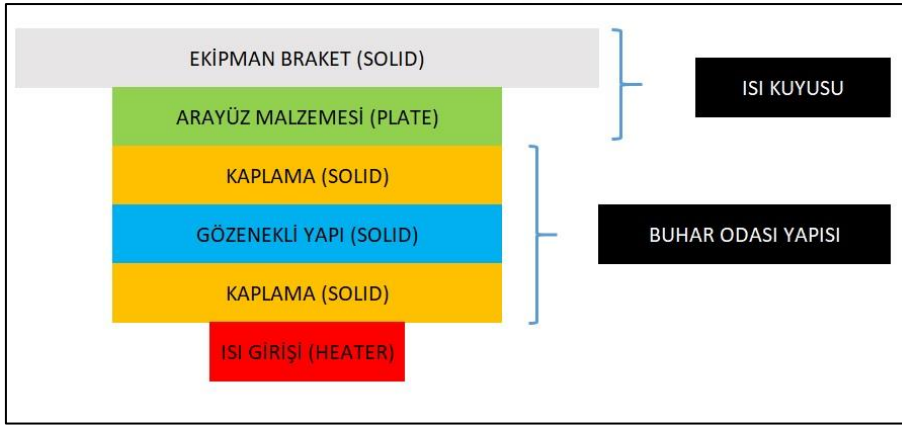 EKİPMAN BRAKET (SOLID)
ISI KUYUSU
ARAYÜZ MALZEMESİ (PLATE)
KAPLAMA (SOLID)
GÖZENEKLİ YAPI (SOLID)
BUHAR ODASI YAPISI
KAPLAMA (SOLID)
ISI GİRİŞİ (HEATER)